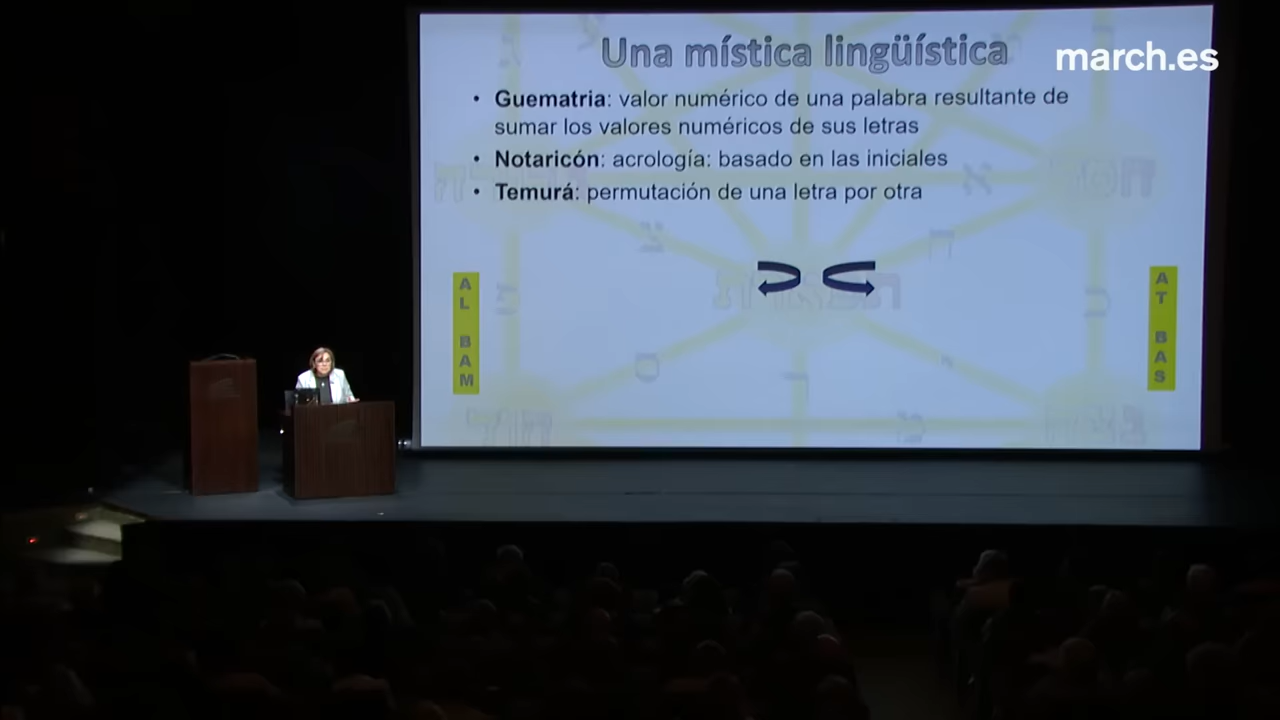 Una mística lingüística
march.es
• Guematria: valor numérico de una palabra resultante de
sumar los valores numéricos de sus letras
• Notaricón: acrología: basado en las iniciales
• Temurá: permutación de una letra por otra
AL BAM
AT BAS